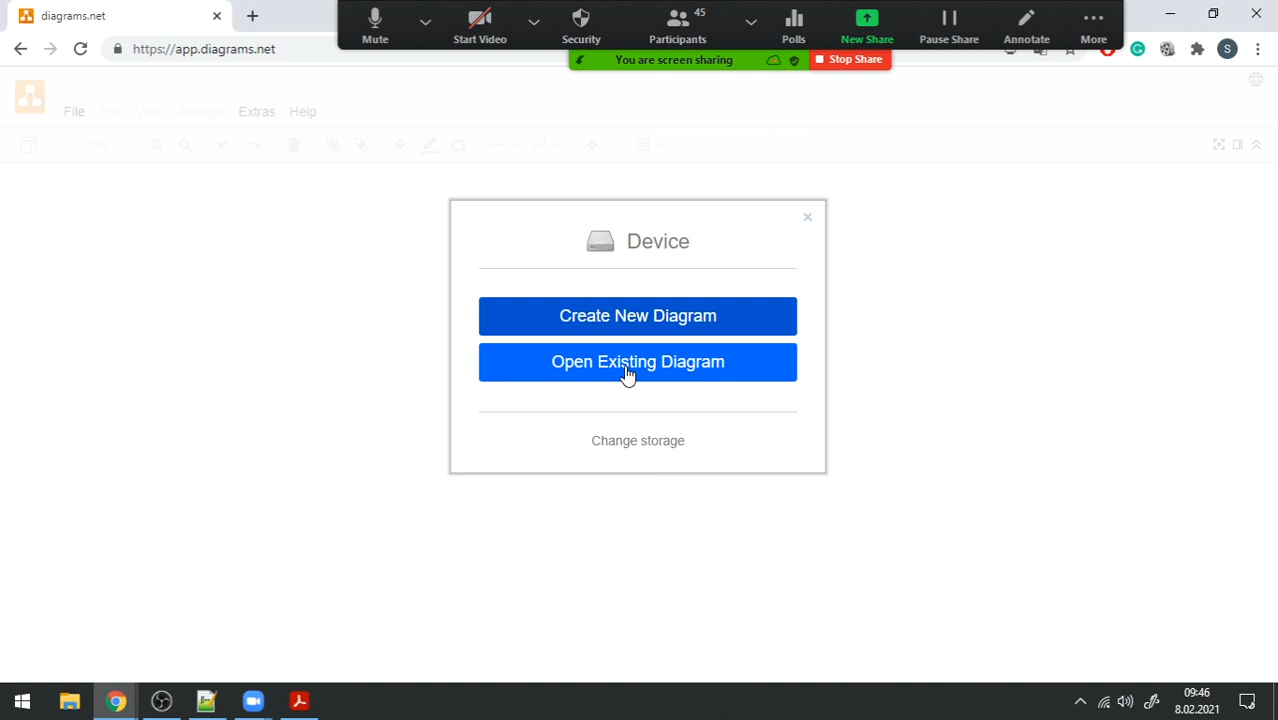 diagrams.net
Mute
Start Video
Security
45
Participants
Polls
New Share
Pause Share
Annotate
More
https://app.diagrams.net
You are screen sharing
Stop Share
S
File Edit View Arrange Extras Help
100%
Device
Create New Diagram
Open Existing Diagram
Change storage
09:46
8.02.2021